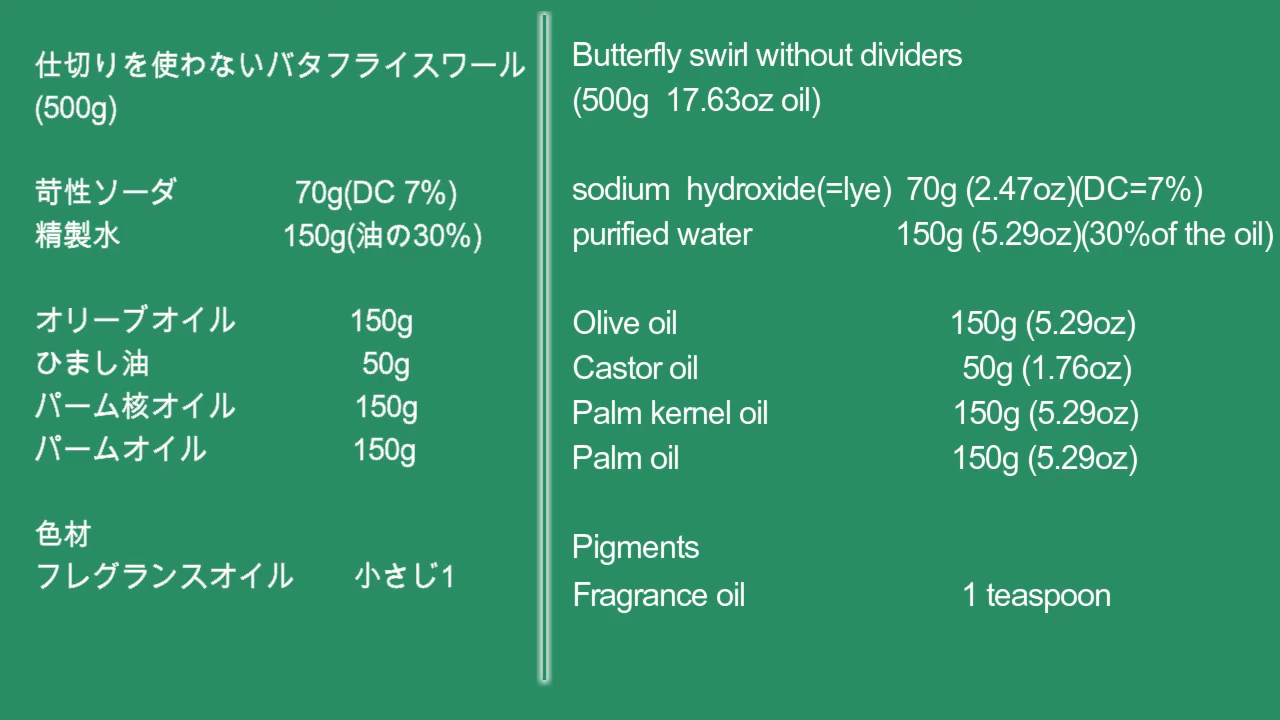 仕切りを使わないバタフライスワール
(500g)
苛性ソーダ 70g(DC 7%)
精製水 150g(油の30%)
オリーブオイル 150g
ひまし油 50g
パーム核オイル 150g
パームオイル 150g
色材
フレグランスオイル 小さじ1
Butterfly swirl without dividers
(500g 17.63oz oil)
sodium hydroxide(=lye) 70g (2.47oz)(DC=7%)
purified water 150g (5.29oz)(30%of the oil)
Olive oil 150g (5.29oz)
Castor oil 50g (1.76oz)
Palm kernel oil 150g (5.29oz)
Palm oil 150g (5.29oz)
Pigments
Fragrance oil 1 teaspoon